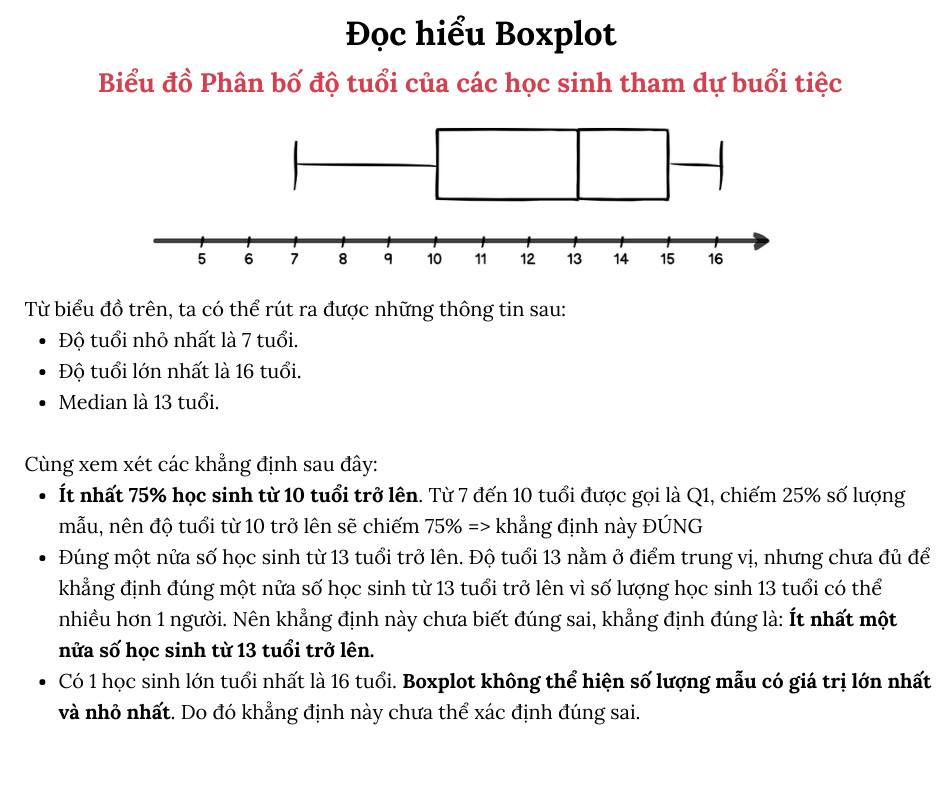 Đọc hiểu Boxplot
Biểu đồ Phân bố độ tuổi của các học sinh tham dự buổi tiệc
5 6 7 8 9 10 11 12 13 14 15 16
Từ biểu đồ trên, ta có thể rút ra được những thông tin sau:
• Độ tuổi nhỏ nhất là 7 tuổi.
• Độ tuổi lớn nhất là 16 tuổi.
• Median là 13 tuổi.
Cùng xem xét các khẳng định sau đây:
• Ít nhất 75% học sinh từ 10 tuổi trở lên. Từ 7 đến 10 tuổi được gọi là Q1, chiếm 25% số lượng
mẫu, nên độ tuổi từ 10 trở lên sẽ chiếm 75% => khẳng định này ĐÚNG
• Đúng một nửa số học sinh từ 13 tuổi trở lên. Độ tuổi 13 nằm ở điểm trung vị, nhưng chưa đủ để
khẳng định đúng một nửa số học sinh từ 13 tuổi trở lên vì số lượng học sinh 13 tuổi có thể
nhiều hơn 1 người. Nên khẳng định này chưa biết đúng sai, khẳng định đúng là: Ít nhất một
nửa số học sinh từ 13 tuổi trở lên.
• Có 1 học sinh lớn tuổi nhất là 16 tuổi. Boxplot không thể hiện số lượng mẫu có giá trị lớn nhất
và nhỏ nhất. Do đó khẳng định này chưa thể xác định đúng sai.